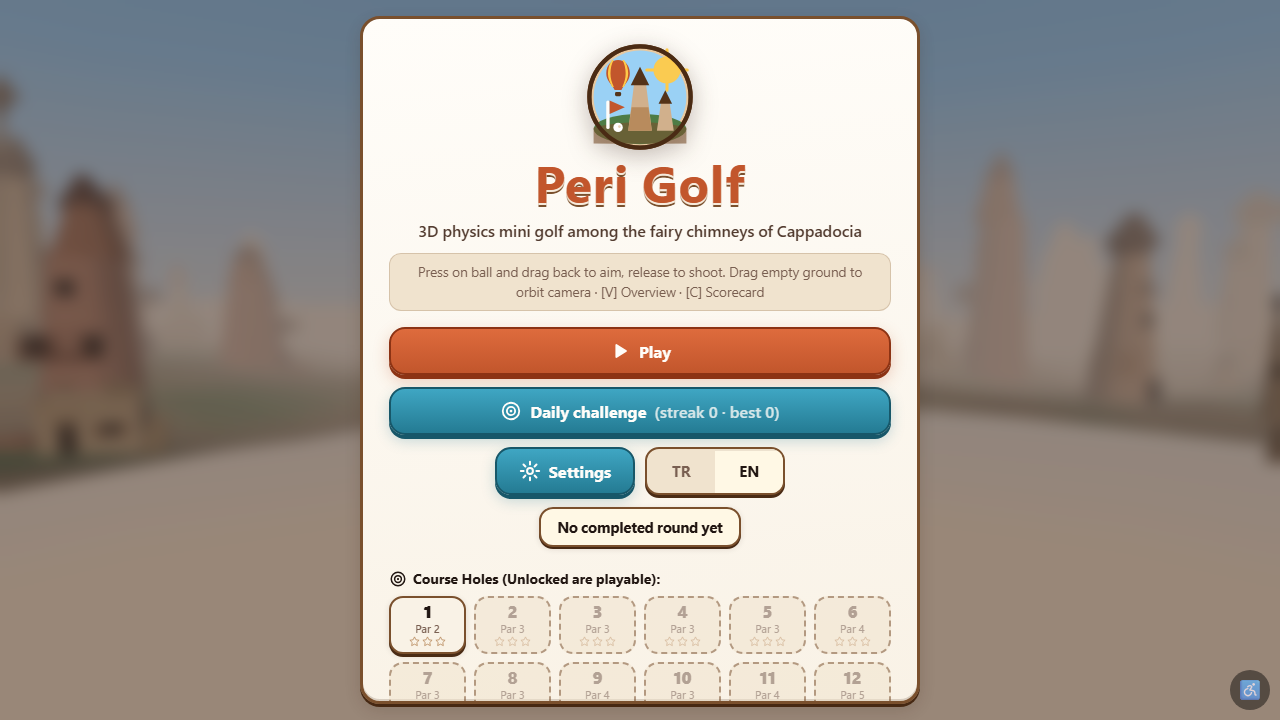 Peri Golf
3D physics mini golf among the fairy chimneys of Cappadocia
Press on ball and drag back to aim, release to shoot. Drag empty ground to
orbit camera · [V] Overview · [C] Scorecard
Play
Daily challenge (streak 0 · best 0)
Settings TR EN
No completed round yet
Course Holes (Unlocked are playable):
1 2 3 4 5 6
Par 2 Par 3 Par 3 Par 3 Par 3 Par 4
7 8 9 10 11 12
Par 3 Par 3 Par 4 Par 3 Par 4 Par 5